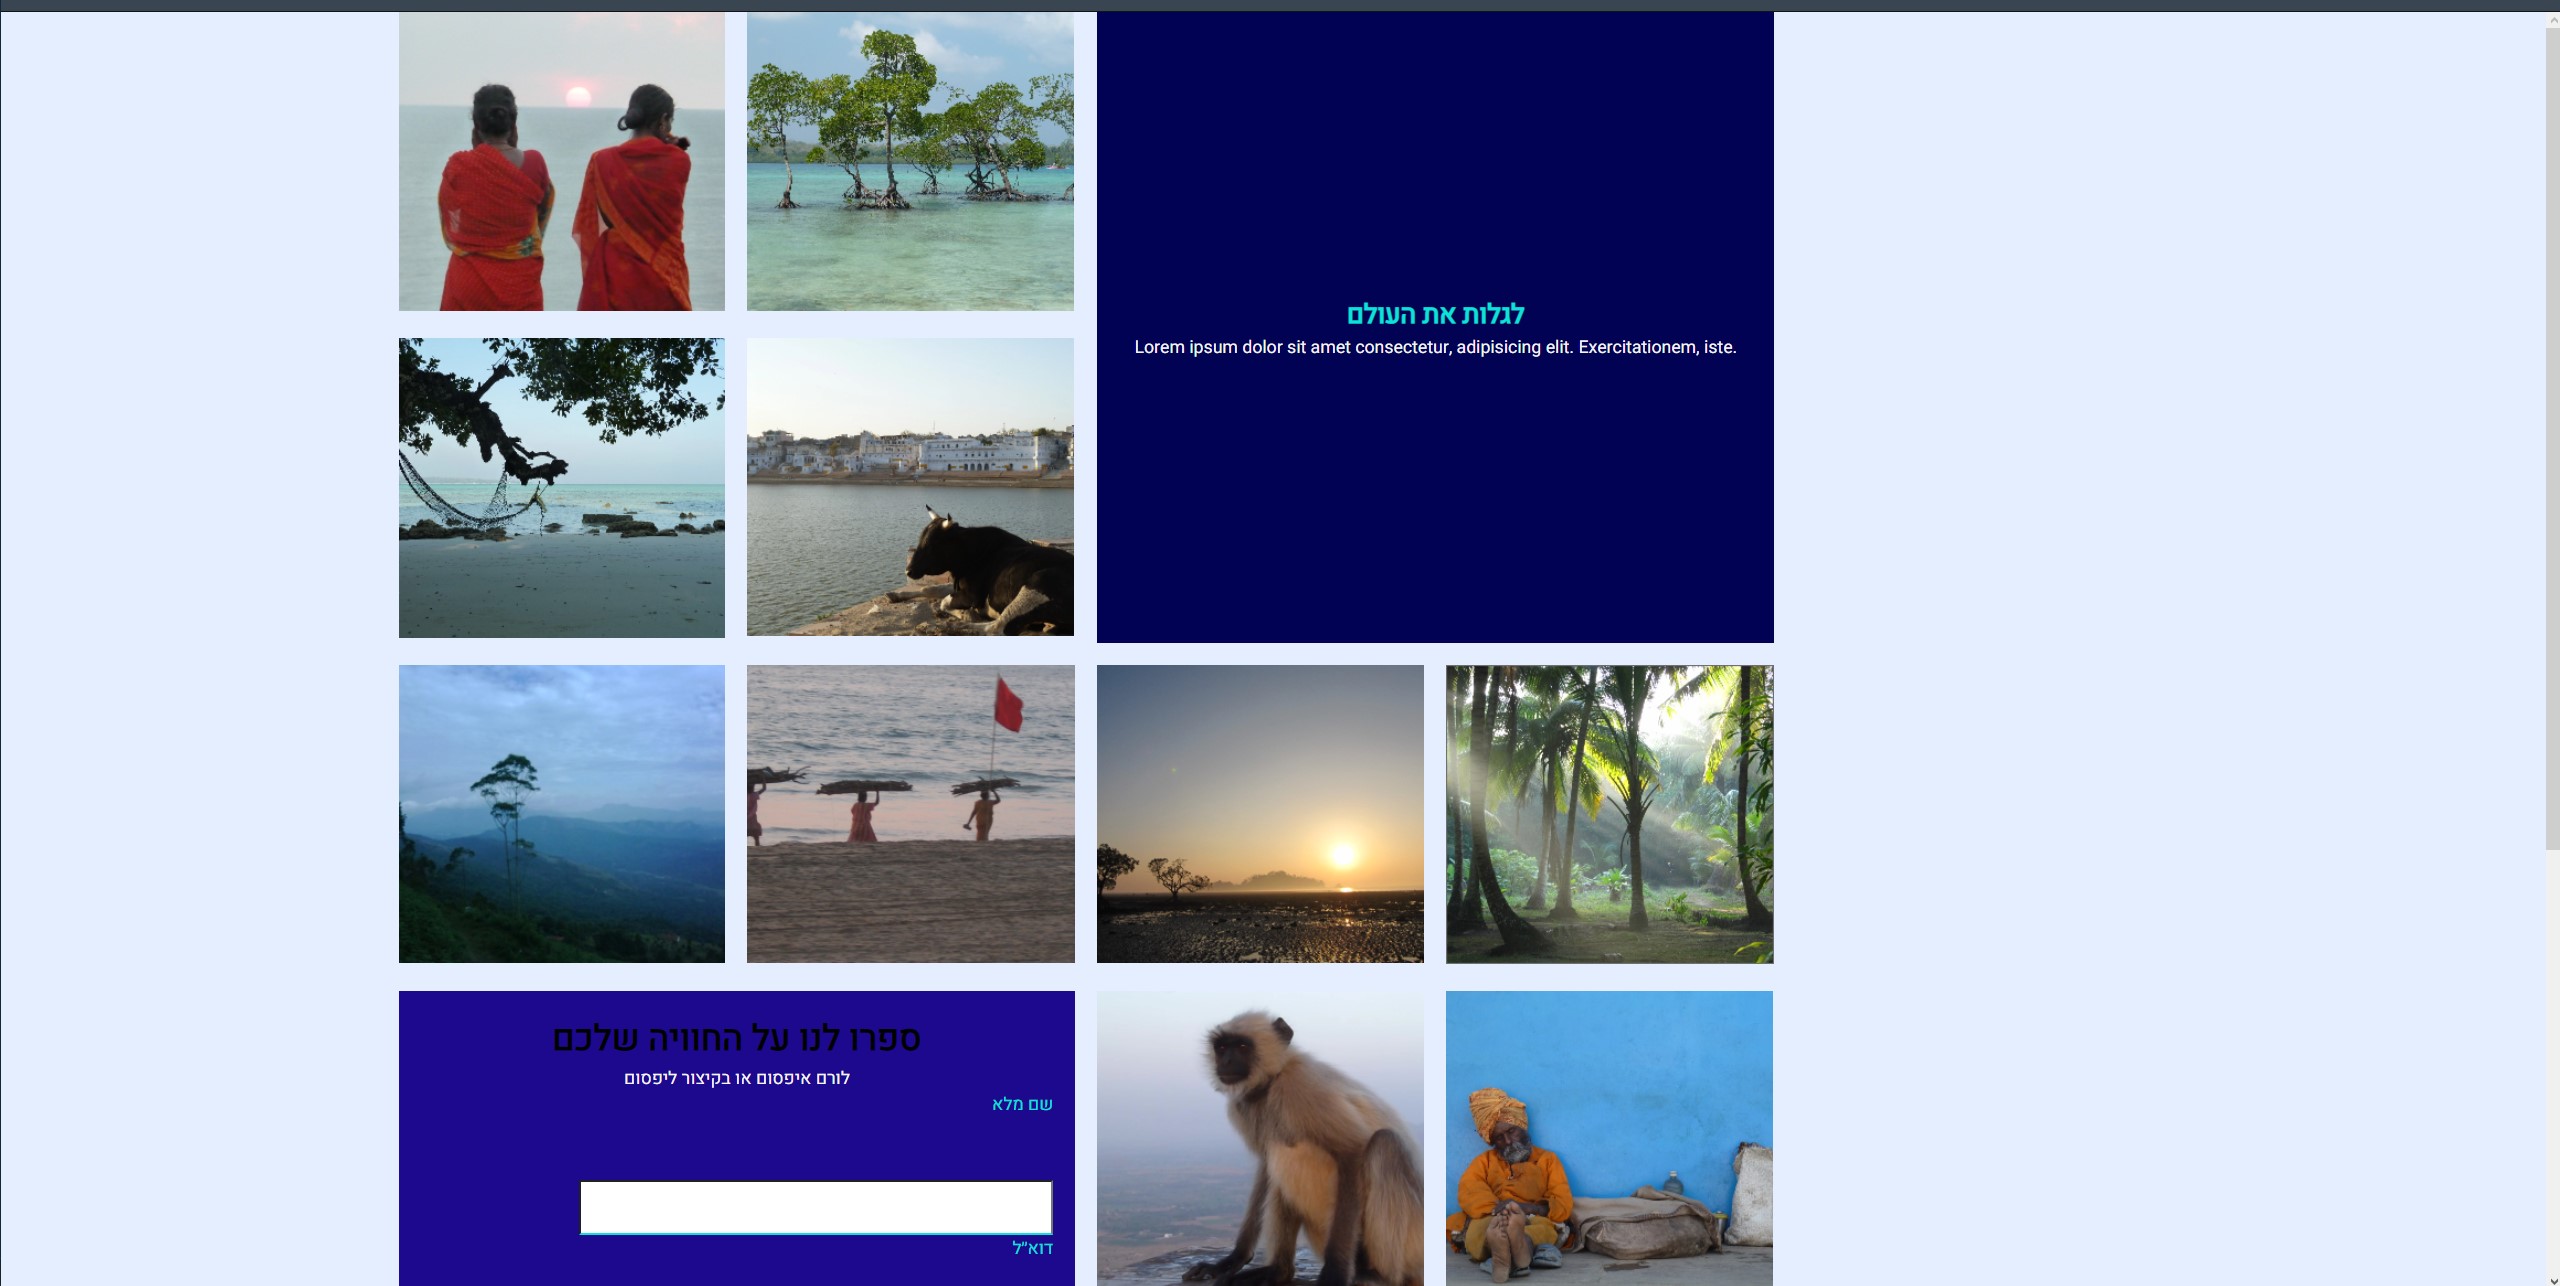 לגלות את העולם
Lorem ipsum dolor sit amet consectetur, adipisicing elit. Exercitationem, iste.
ספרו לנו על החוויה שלכם
לורם איפסום או בקיצור ליפסום
שם מלא
דוא״ל